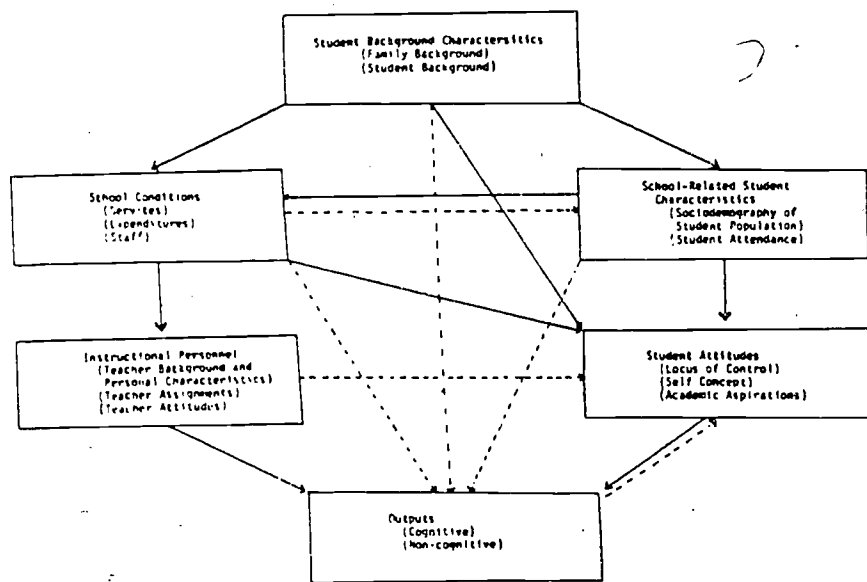 Student Background Charactersitics
(Family Background)
(Student Background)
School Conditions
(Services)
(Expenditures)
(Staff)
School-Related Student
Characteristics
(Sociodemography of
Student Population)
(Student Attendance)
Instructional Personnel
(Teacher Background and
Personal Characteristics)
(Teacher Assignments)
(Teacher Attitudes)
Student Attitudes
(Locus of Control)
(Self Concept)
(Academic Aspirations)
Outputs
(Cognitive)
(Non-cognitive)